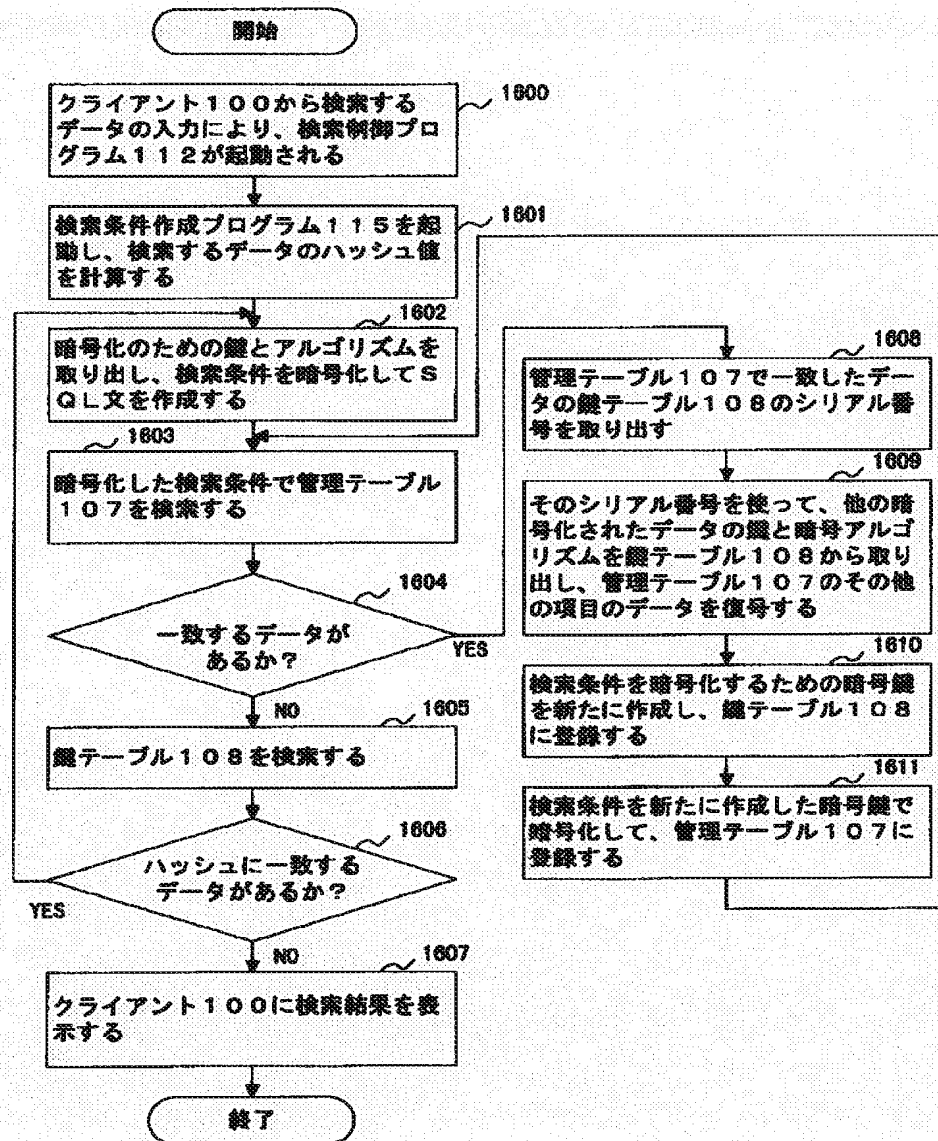 開始
1600
クライアント100から検索する
データの入力により、検索制御プロ
グラム112が起動される
1601
検索条件作成プログラム115を起
動し、検索するデータのハッシュ値
を計算する
1602
暗号化のための鍵とアルゴリズムを
取り出し、検索条件を暗号化してS
QL文を作成する
1603
暗号化した検索条件で管理テーブル
107を検索する
1604
一致するデータが
あるか?
YES
NO
1605
鍵テーブル108を検索する
1606
ハッシュに一致する
データがあるか?
YES
NO
1607
クライアント100に検索結果を表
示する
終了
1608
管理テーブル107で一致したデー
タの鍵テーブル108のシリアル番
号を取り出す
1609
そのシリアル番号を使って、他の暗
号化されたデータの鍵と暗号アルゴ
リズムを鍵テーブル108から取り
出し、管理テーブル107のその他
の項目のデータを復号する
1610
検索条件を暗号化するための暗号鍵
を新たに作成し、鍵テーブル108
に登録する
1611
検索条件を新たに作成した暗号鍵で
暗号化して、管理テーブル107に
登録する